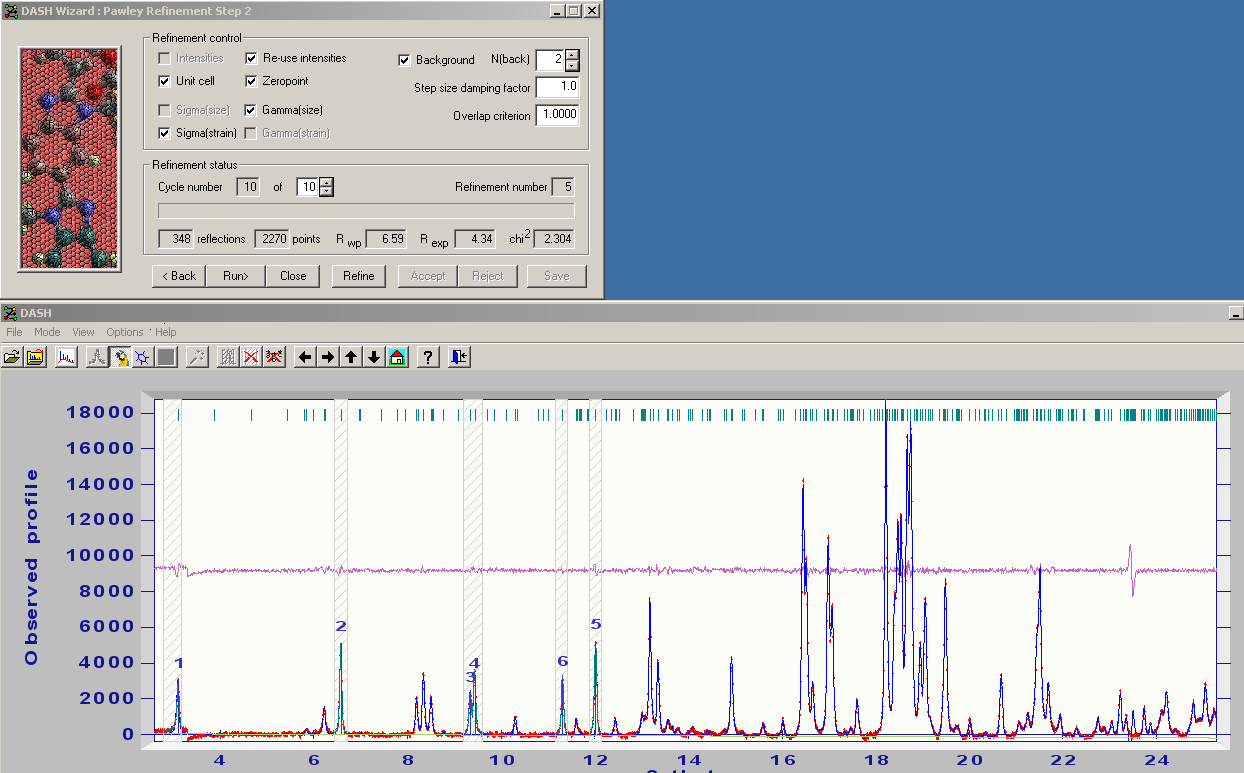 DASH Wizard : Pawley Refinement Step 2
Refinement control
Intensities Re-use intensities Background N(back) 2
Unit cell Zeropoint Step size damping factor 1.0
Sigma(size) Gamma(size) Overlap criterion 1.0000
Sigma(strain) Gamma(strain)
Refinement status
Cycle number 10 of 10 Refinement number 5
348 reflections 2270 points R wp 6.59 R exp 4.34 chi2 2.304
< Back Run> Close Refine Accept Reject Save
DASH
File Mode View Options Help
?
Observed profile
18000
16000
14000
12000
10000
8000
6000
4000
2000
0
1
2
3
4
6
5
4 6 8 10 12 14 16 18 20 22 24